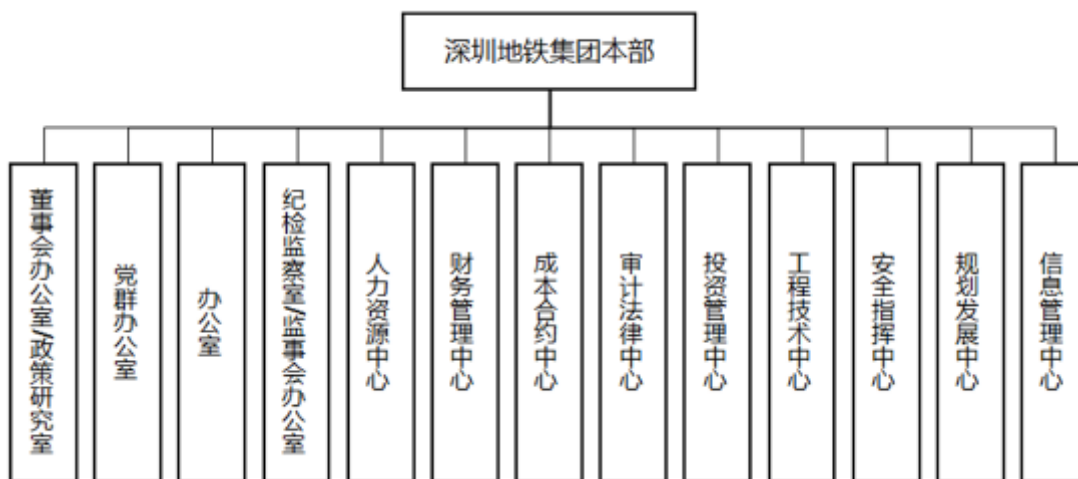 深圳地铁集团本部
董事会办公室/政策研究室
党群办公室
办公室
纪检监察室/监事会办公室
人力资源中心
财务管理中心
成本合约中心
审计法律中心
投资管理中心
工程技术中心
安全指挥中心
规划发展中心
信息管理中心